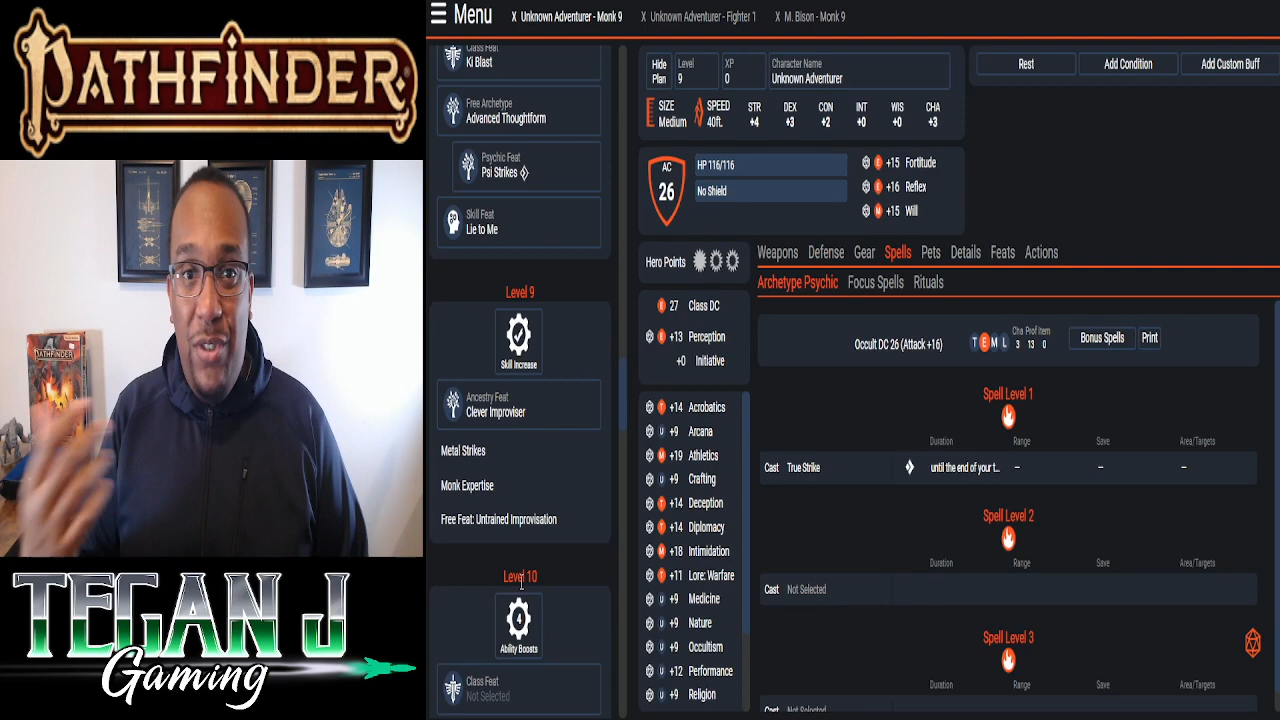 PATHFINDER
TEGAN J
Gaming
PATHFINDER
Menu
X Unknown Adventurer - Monk 9
X Unknown Adventurer - Fighter 1
X M. Bison - Monk 9
Class Feat
Ki Blast
Free Archetype
Advanced Thoughtform
Psychic Feat
Psi Strikes
Skill Feat
Lie to Me
Level 9
Skill Increase
Ancestry Feat
Clever Improviser
Metal Strikes
Monk Expertise
Free Feat: Untrained Improvisation
Level 10
4
Ability Boosts
Class Feat
Not Selected
Hide Plan
Level
9
XP
0
Character Name
Unknown Adventurer
SIZE
Medium
SPEED
40ft.
STR
+4
DEX
+3
CON
+2
INT
+0
WIS
+0
CHA
+3
AC
26
HP 116/116
No Shield
E +15 Fortitude
E +16 Reflex
M +15 Will
Rest
Add Condition
Add Custom Buff
Hero Points
E 27 Class DC
E +13 Perception
+0 Initiative
T +14 Acrobatics
U +9 Arcana
M +19 Athletics
U +9 Crafting
T +14 Deception
T +14 Diplomacy
M +18 Intimidation
T +11 Lore: Warfare
U +9 Medicine
U +9 Nature
U +9 Occultism
U +12 Performance
U +9 Religion
Weapons Defense Gear Spells Pets Details Feats Actions
Archetype Psychic Focus Spells Rituals
Occult DC 26 (Attack +16)
T E M L
Cha Prof Item
3 13 0
Bonus Spells
Print
Spell Level 1
Duration Range Save Area/Targets
Cast True Strike until the end of your t... – – –
Spell Level 2
Duration Range Save Area/Targets
Cast Not Selected
Spell Level 3
Duration Range Save Area/Targets
Cast Not Selected